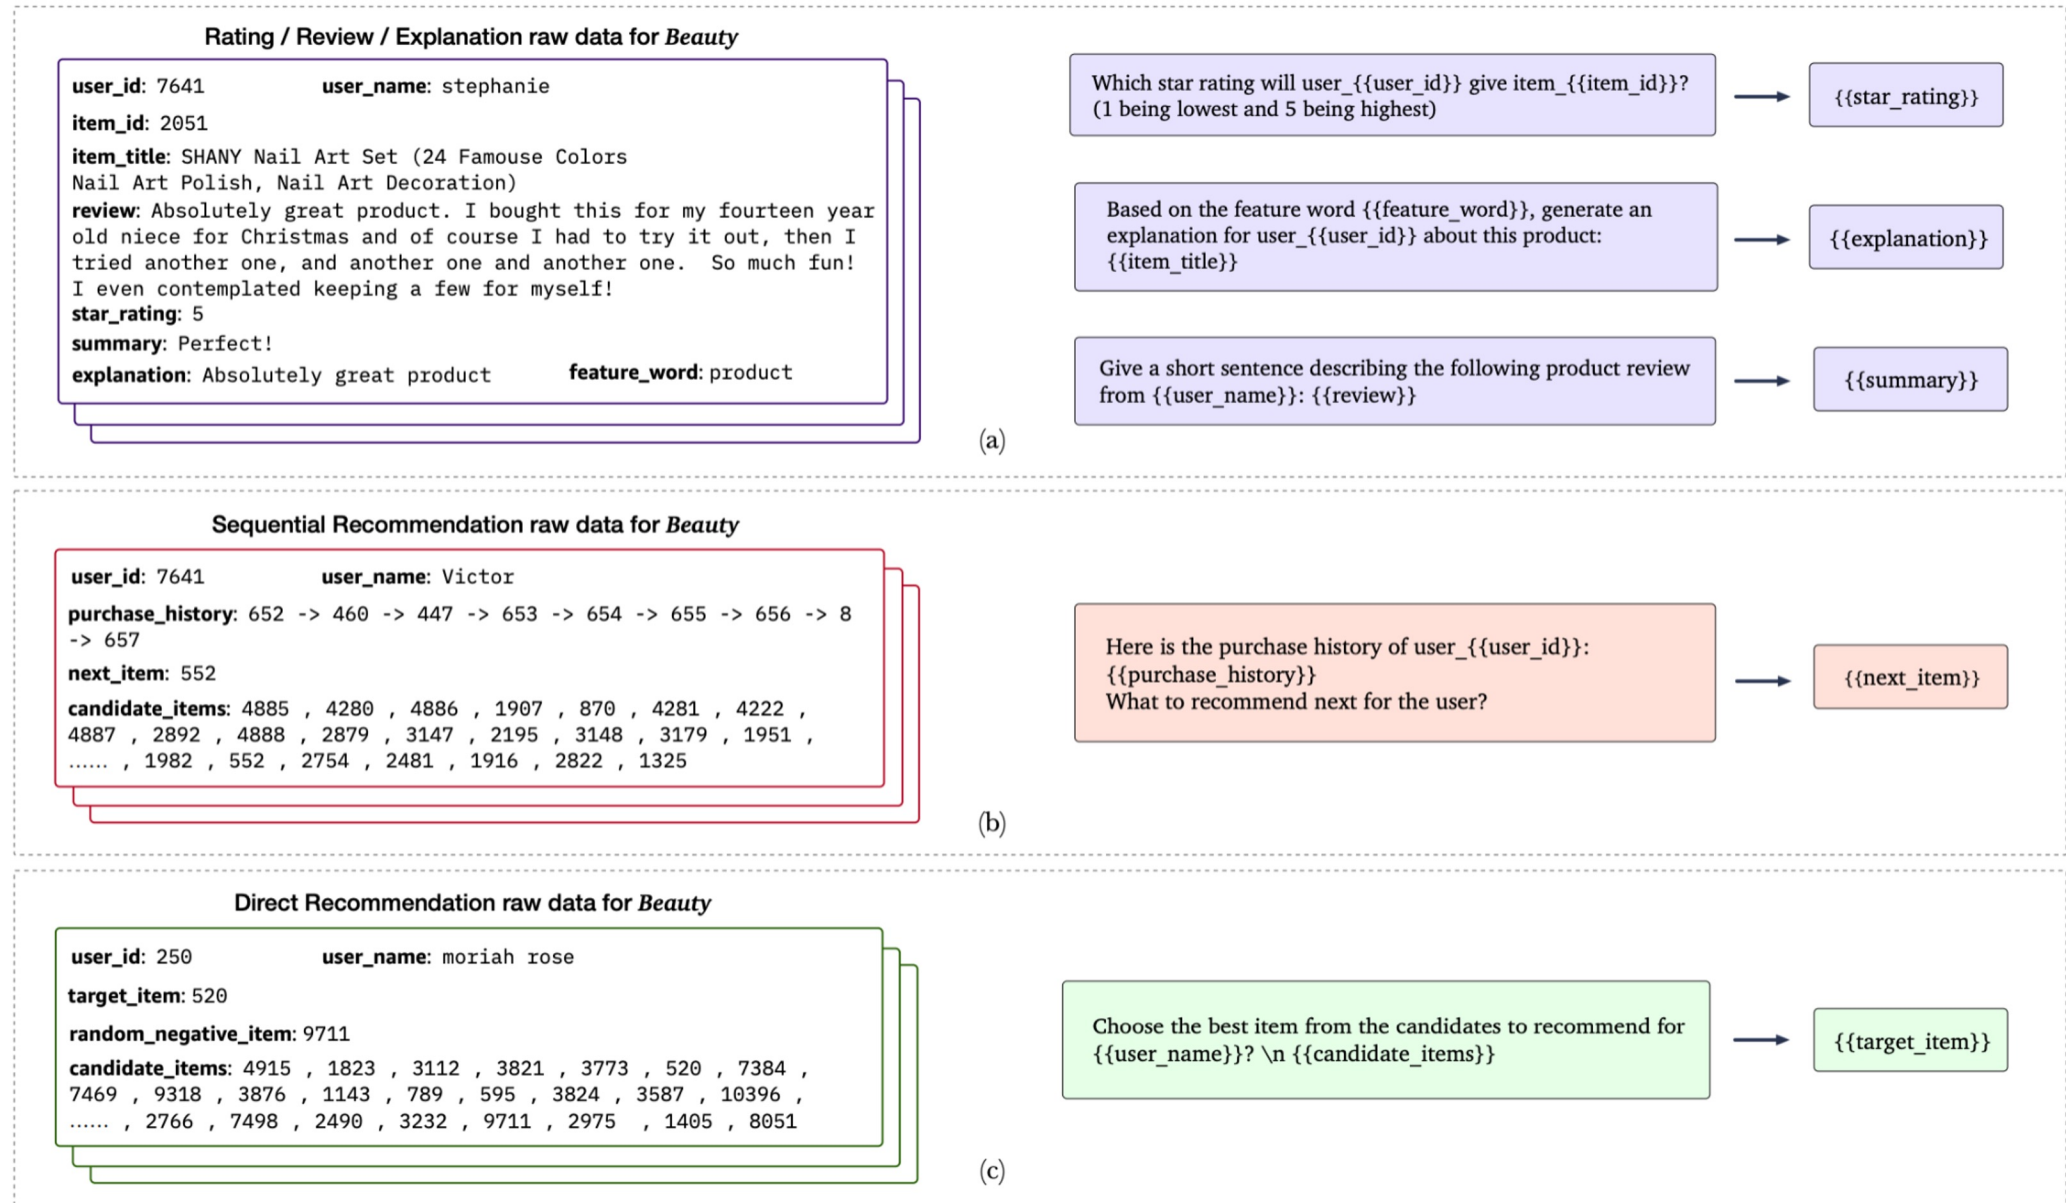 Rating / Review / Explanation raw data for Beauty
user_id: 7641 user_name: stephanie
item_id: 2051
item_title: SHANY Nail Art Set (24 Famouse Colors
Nail Art Polish, Nail Art Decoration)
review: Absolutely great product. I bought this for my fourteen year
old niece for Christmas and of course I had to try it out, then I
tried another one, and another one and another one. So much fun!
I even contemplated keeping a few for myself!
star_rating: 5
summary: Perfect!
explanation: Absolutely great product feature_word: product
Which star rating will user_{{user_id}} give item_{{item_id}}?
(1 being lowest and 5 being highest)
{{star_rating}}
Based on the feature word {{feature_word}}, generate an
explanation for user_{{user_id}} about this product:
{{item_title}}
{{explanation}}
Give a short sentence describing the following product review
from {{user_name}}: {{review}}
{{summary}}
(a)
Sequential Recommendation raw data for Beauty
user_id: 7641 user_name: Victor
purchase_history: 652 -> 460 -> 447 -> 653 -> 654 -> 655 -> 656 -> 8
-> 657
next_item: 552
candidate_items: 4885 , 4280 , 4886 , 1907 , 870 , 4281 , 4222 ,
4887 , 2892 , 4888 , 2879 , 3147 , 2195 , 3148 , 3179 , 1951 ,
...... , 1982 , 552 , 2754 , 2481 , 1916 , 2822 , 1325
Here is the purchase history of user_{{user_id}}:
{{purchase_history}}
What to recommend next for the user?
{{next_item}}
(b)
Direct Recommendation raw data for Beauty
user_id: 250 user_name: moriah rose
target_item: 520
random_negative_item: 9711
candidate_items: 4915 , 1823 , 3112 , 3821 , 3773 , 520 , 7384 ,
7469 , 9318 , 3876 , 1143 , 789 , 595 , 3824 , 3587 , 10396 ,
...... , 2766 , 7498 , 2490 , 3232 , 9711 , 2975 , 1405 , 8051
Choose the best item from the candidates to recommend for
{{user_name}}? \n {{candidate_items}}
{{target_item}}
(c)